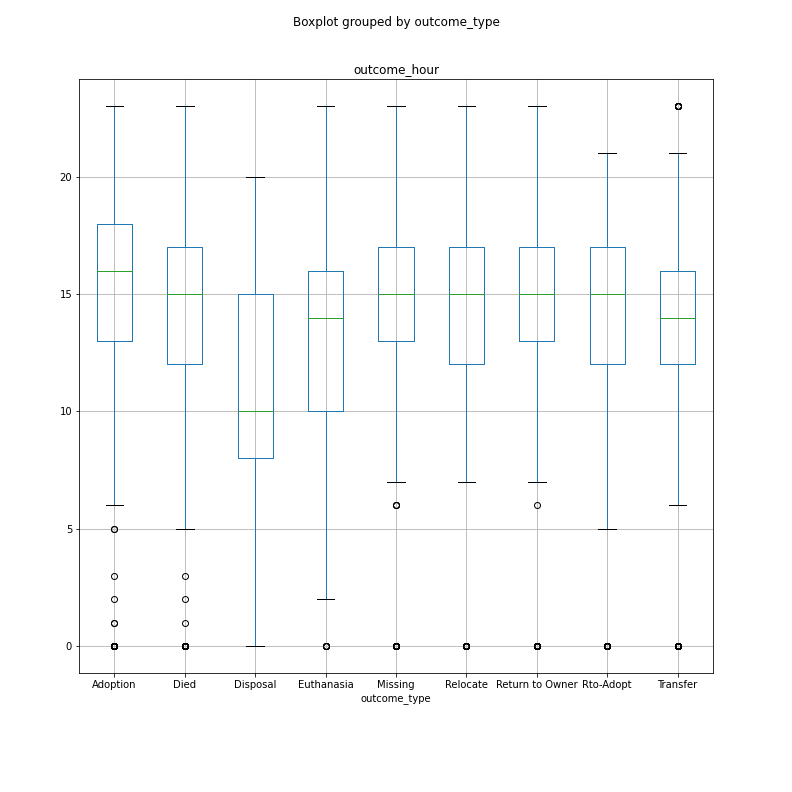 Boxplot grouped by outcome_type
outcome_hour
20
15
10
5
0
Adoption Died Disposal Euthanasia Missing Relocate Return to Owner Rto-Adopt Transfer
outcome_type